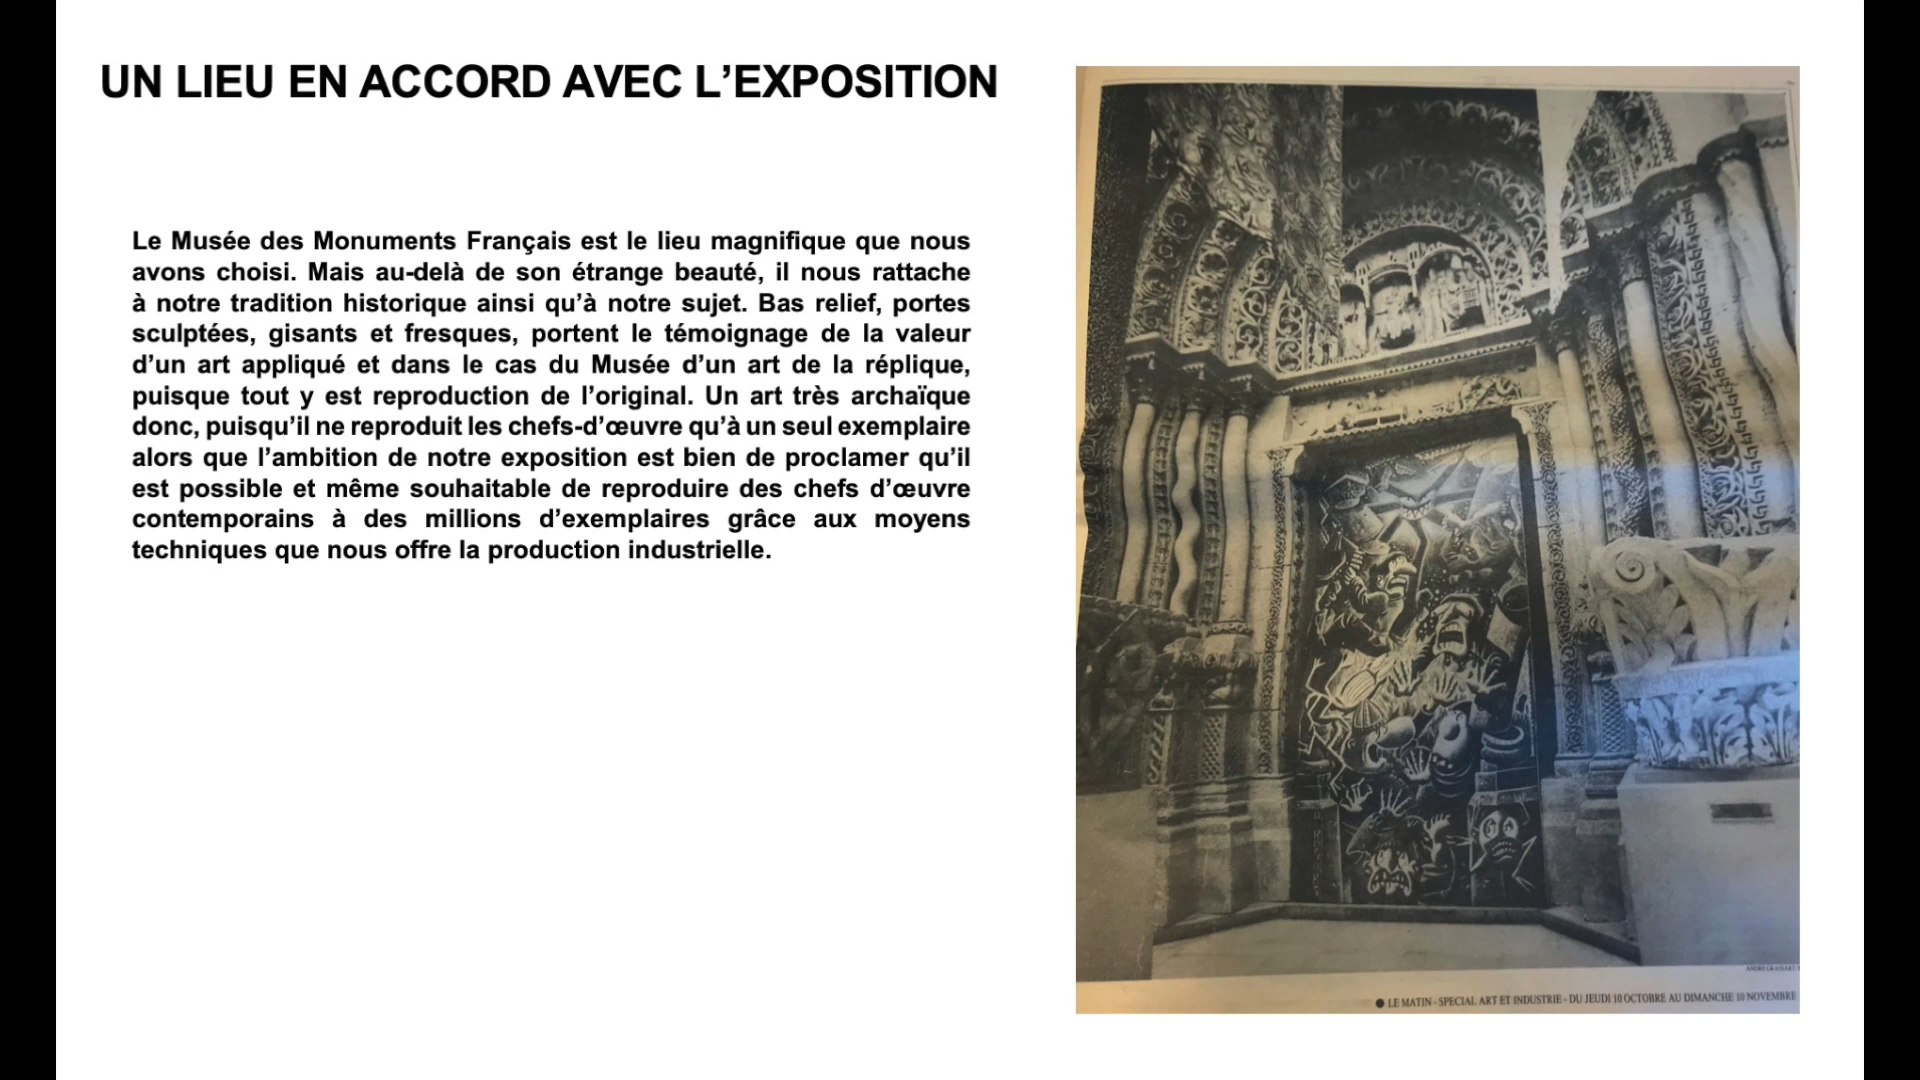 UN LIEU EN ACCORD AVEC L’EXPOSITION
Le Musée des Monuments Français est le lieu magnifique que nous
avons choisi. Mais au-delà de son étrange beauté, il nous rattache
à notre tradition historique ainsi qu’à notre sujet. Bas relief, portes
sculptées, gisants et fresques, portent le témoignage de la valeur
d’un art appliqué et dans le cas du Musée d’un art de la réplique,
puisque tout y est reproduction de l’original. Un art très archaïque
donc, puisqu’il ne reproduit les chefs-d’œuvre qu’à un seul exemplaire
alors que l’ambition de notre exposition est bien de proclamer qu’il
est possible et même souhaitable de reproduire des chefs d’œuvre
contemporains à des millions d’exemplaires grâce aux moyens
techniques que nous offre la production industrielle.
● LE MATIN - SPECIAL ART ET INDUSTRIE - DU JEUDI 10 OCTOBRE AU DIMANCHE 10 NOVEMBRE